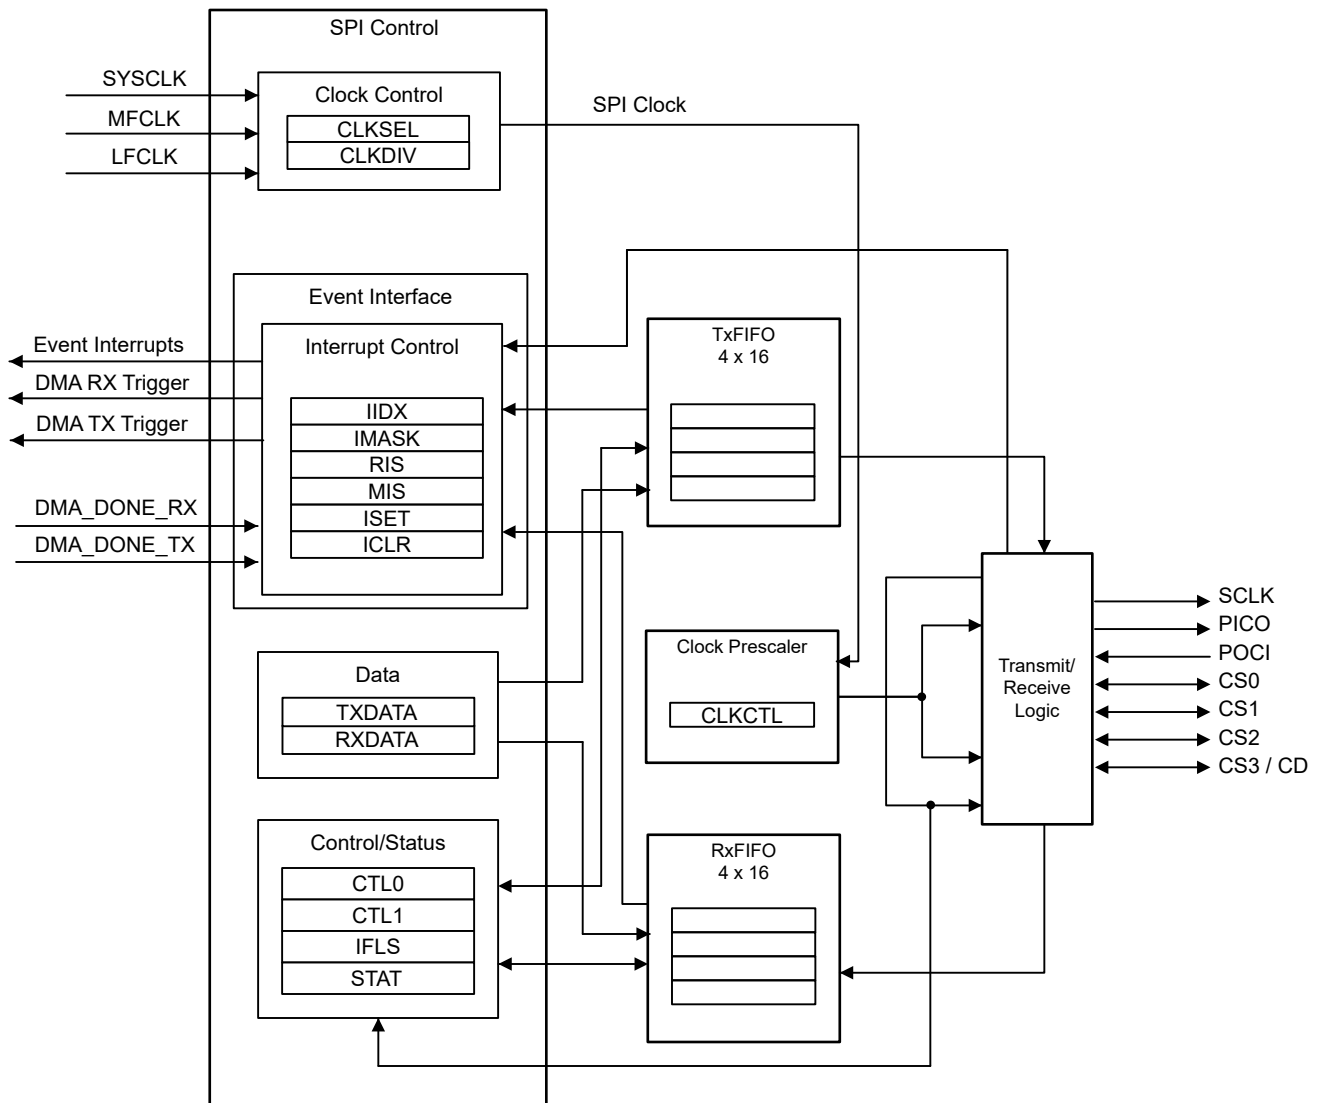 SPI Control
SYSCLK
MFCLK
LFCLK
Clock Control
CLKSEL
CLKDIV
SPI Clock
Event Interface
Interrupt Control
IIDX
IMASK
RIS
MIS
ISET
ICLR
Event Interrupts
DMA RX Trigger
DMA TX Trigger
DMA_DONE_RX
DMA_DONE_TX
TxFIFO
4 x 16
Data
TXDATA
RXDATA
Clock Prescaler
CLKCTL
Transmit/
Receive
Logic
SCLK
PICO
POCI
CS0
CS1
CS2
CS3 / CD
Control/Status
CTL0
CTL1
IFLS
STAT
RxFIFO
4 x 16